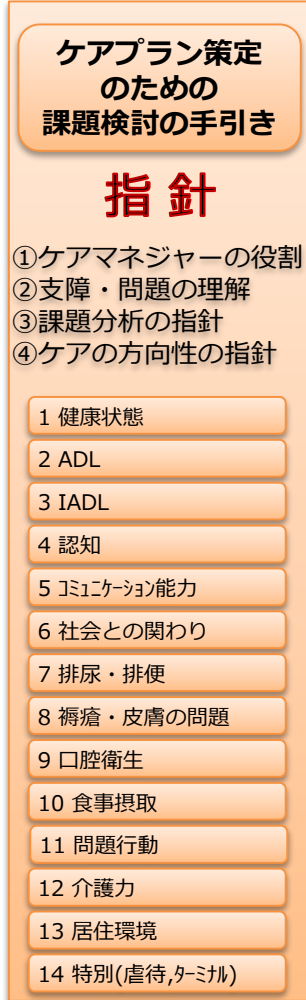 ケアプラン策定
のための
課題検討の手引き
指針
①ケアマネジャーの役割
②支障・問題の理解
③課題分析の指針
④ケアの方向性の指針
1 健康状態
2 ADL
3 IADL
4 認知
5 ｺﾐｭﾆｹｰｼｮﾝ能力
6 社会との関わり
7 排尿・排便
8 褥瘡・皮膚の問題
9 口腔衛生
10 食事摂取
11 問題行動
12 介護力
13 居住環境
14 特別(虐待,ﾀｰﾐﾅﾙ)